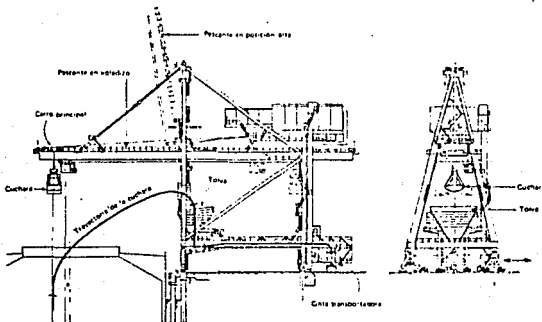 Pescante en posición alta
Pescante en voladizo
Carro principal
Cuchara
Tolva
Trayectoria de la cuchara
Cuchara
Tolva
Cinta transportadora